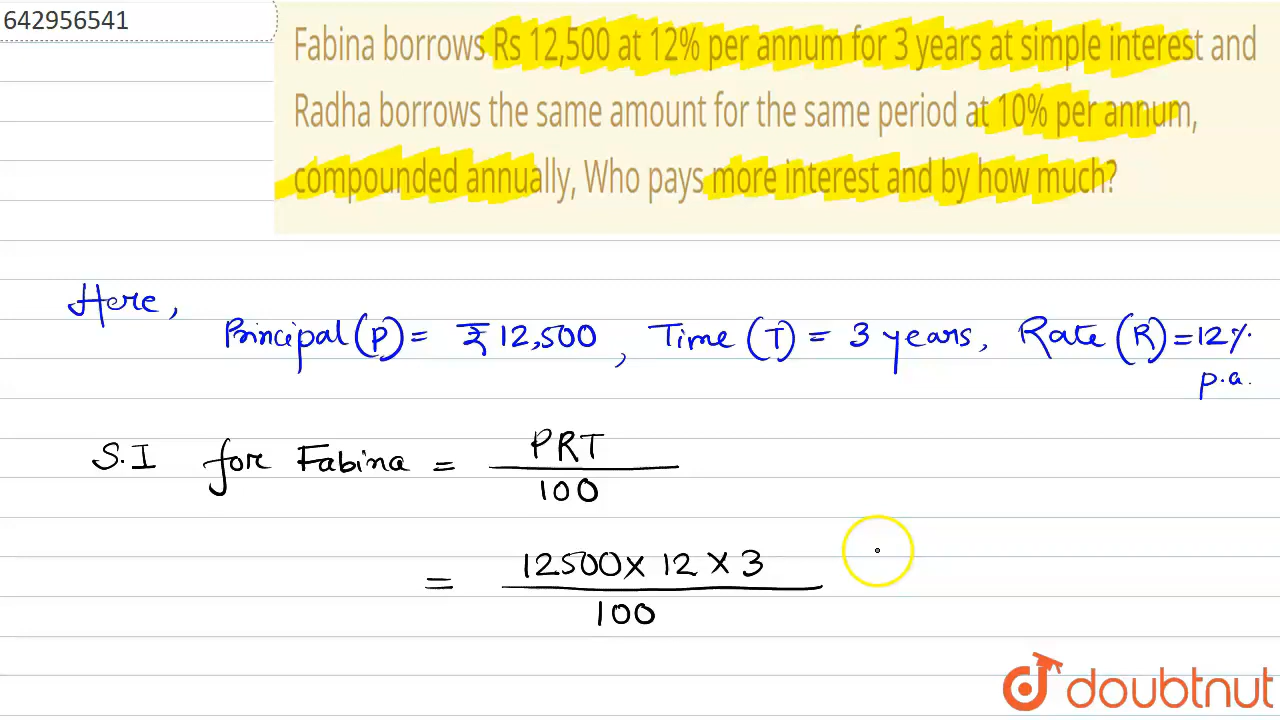 642956541
Fabina borrows Rs 12,500 at 12% per annum for 3 years at simple interest and
Radha borrows the same amount for the same period at 10% per annum,
compounded annually, Who pays more interest and by how much?
Here,
Principal (P) = ₹ 12,500, Time (T) = 3 years, Rate (R) = 12%
p.a.
S.I for Fabina = PRT
100
= 12500 x 12 x 3
100
doubtnut